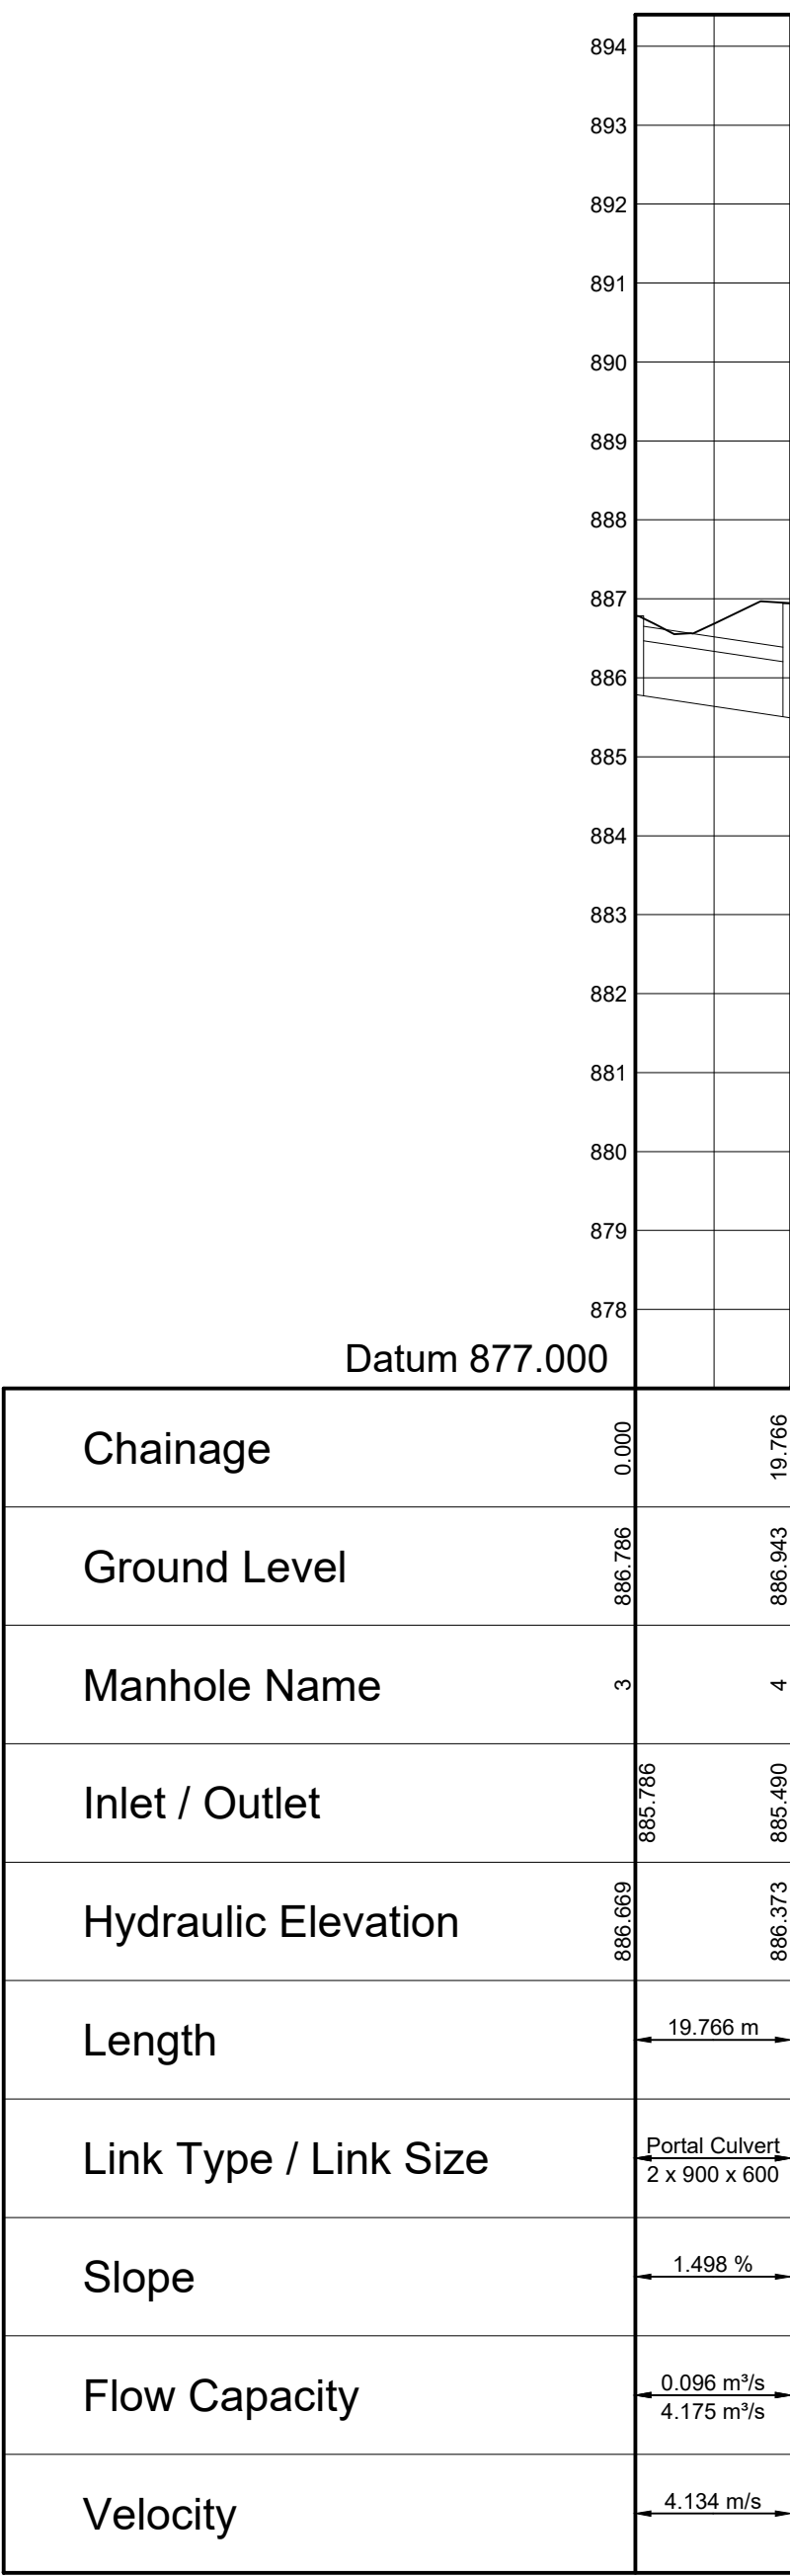 894
893
892
891
890
889
888
887
886
885
884
883
882
881
880
879
878
Datum 877.000
Chainage 0.000 19.766
Ground Level 886.786 886.943
Manhole Name 3 4
Inlet / Outlet 885.786 885.490
Hydraulic Elevation 886.669 886.373
Length 19.766 m
Link Type / Link Size Portal Culvert
2 x 900 x 600
Slope 1.498 %
Flow Capacity 0.096 m³/s
4.175 m³/s
Velocity 4.134 m/s